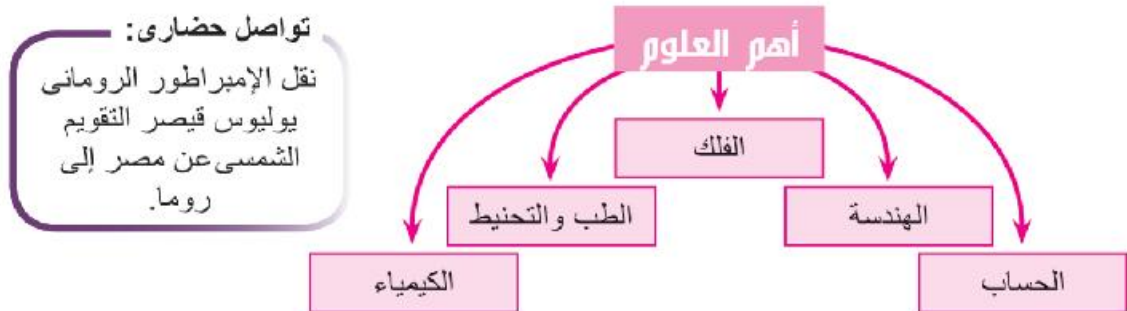 أهم العلوم
الفلك
الهندسة
الطب والتحنيط
الحساب
الكيمياء
تواصل حضارى:
نقل الإمبراطور الرومانى
يوليوس قيصر التقويم
الشمسى عن مصر إلى
روما.